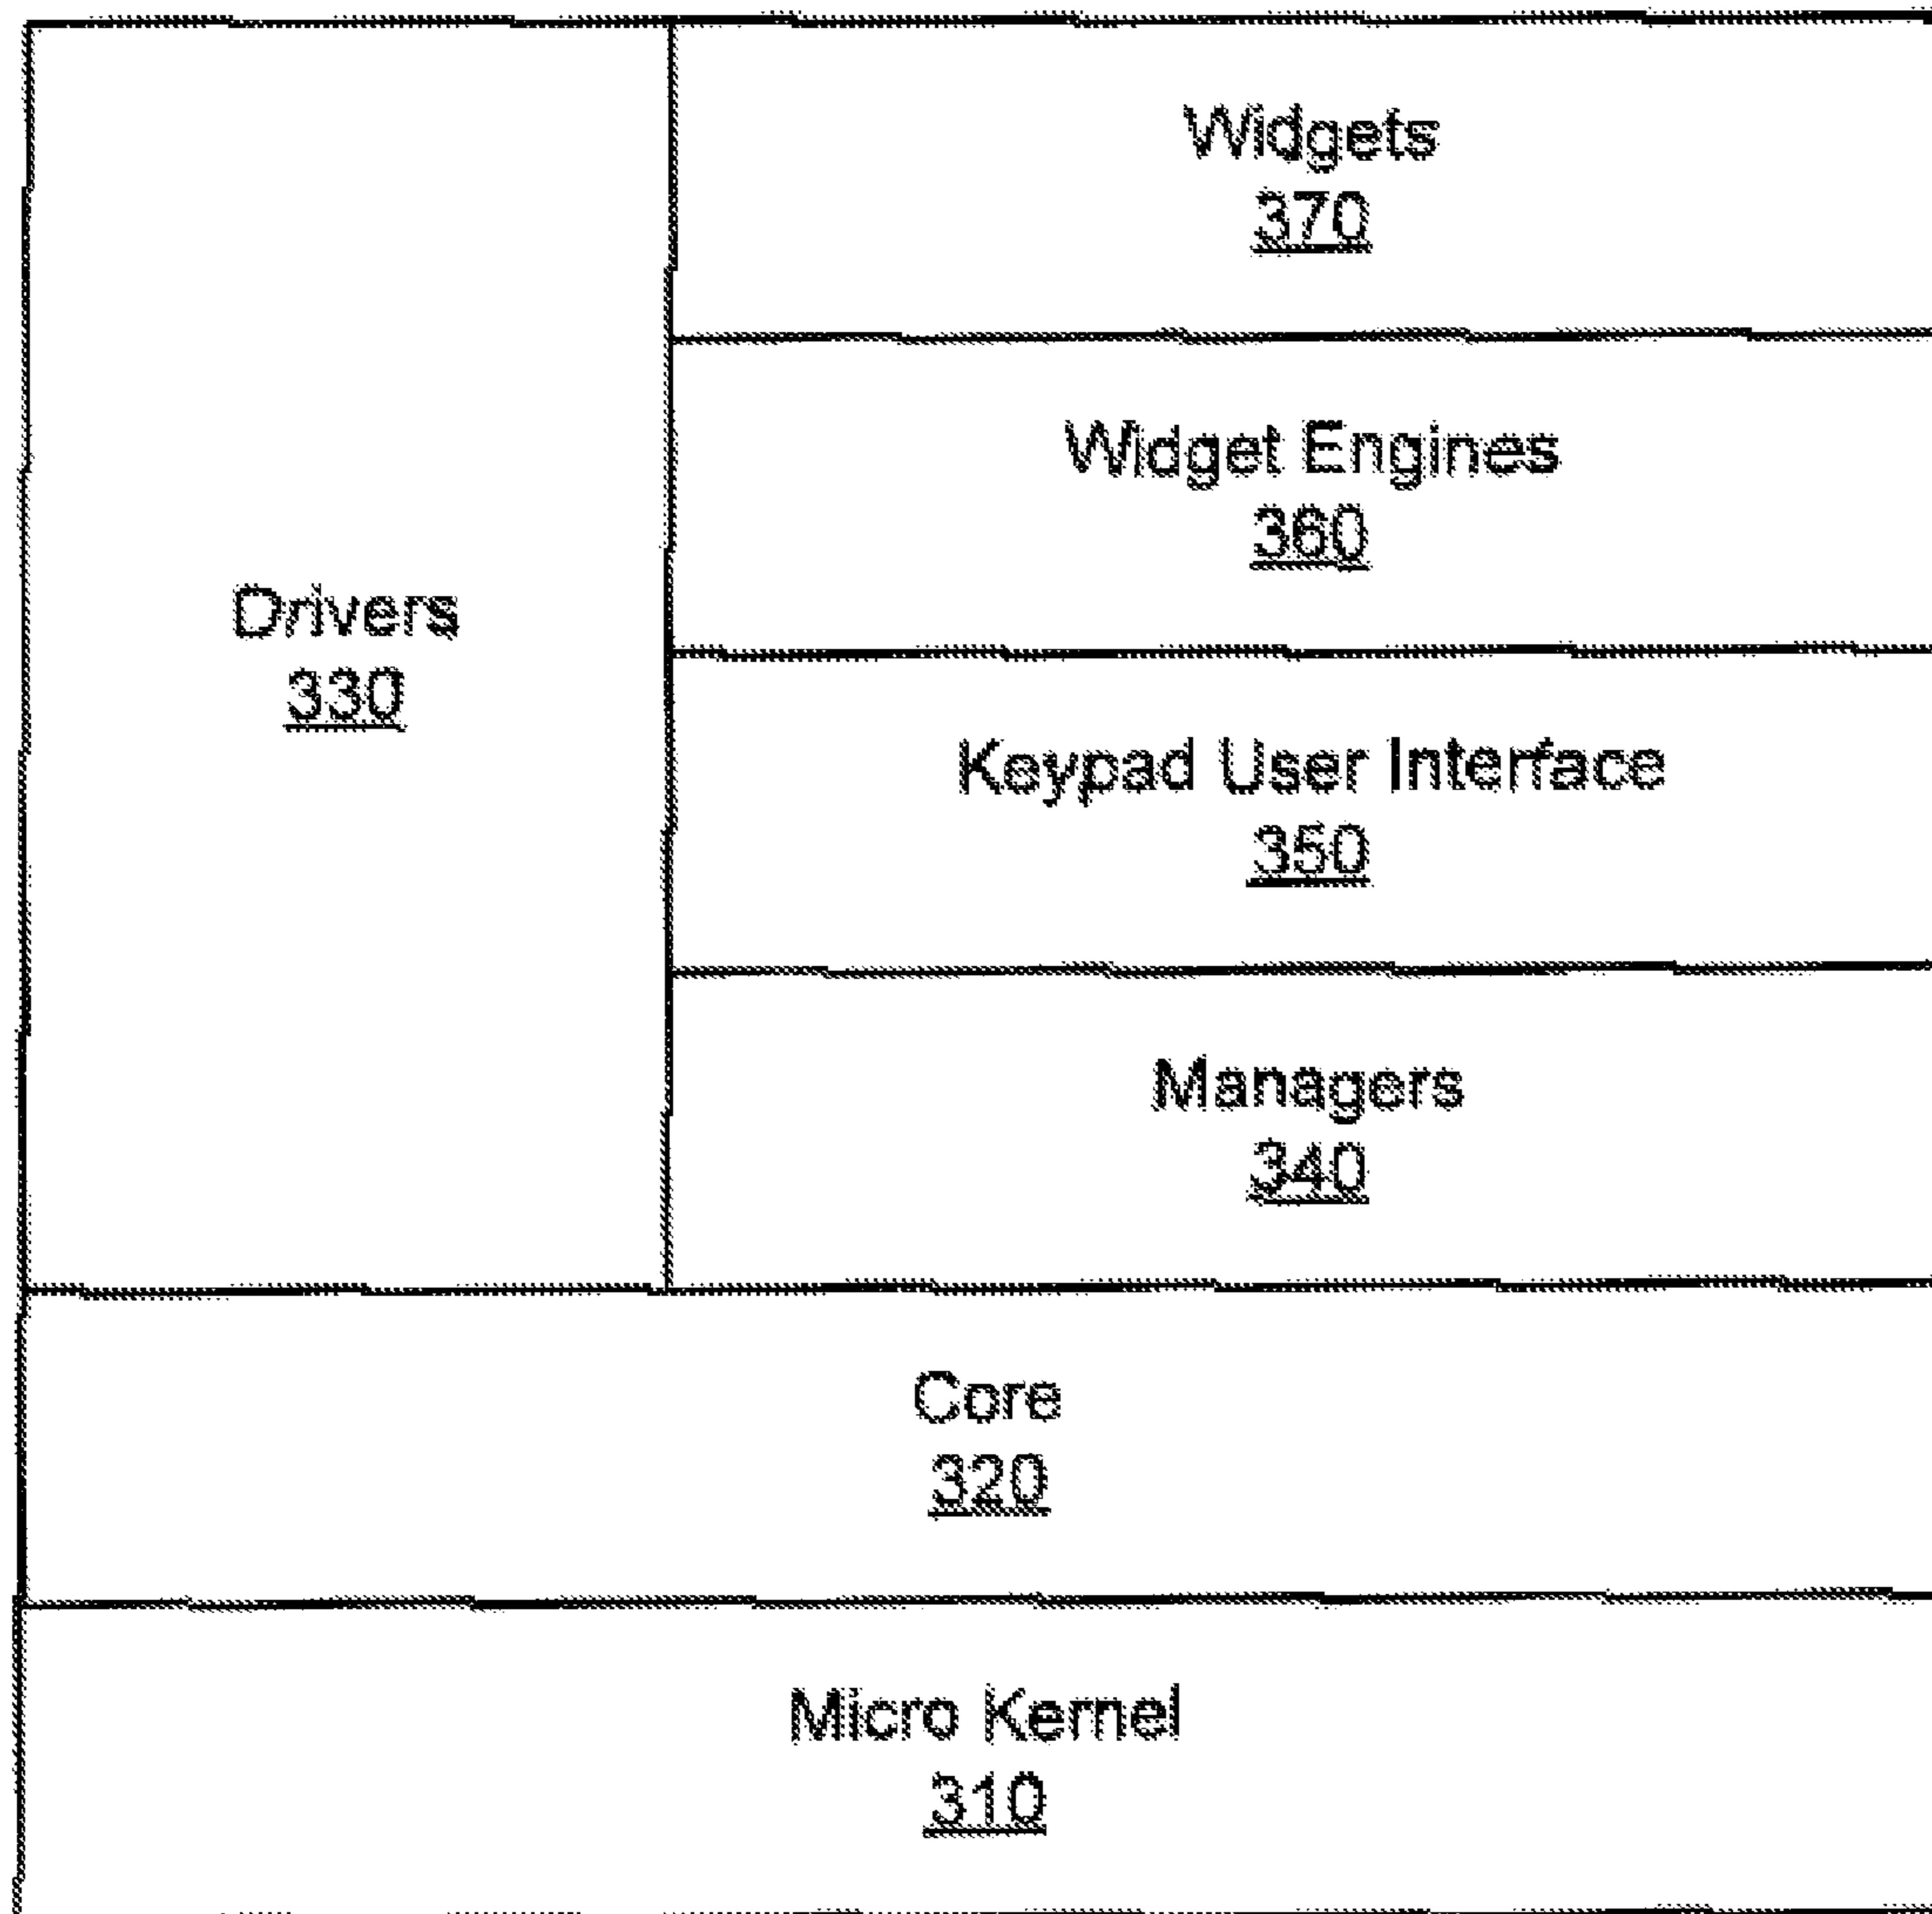 Widgets
370
Widget Engines
360
Drivers
330
Keypad User Interface
350
Managers
340
Core
320
Micro Kernel
310